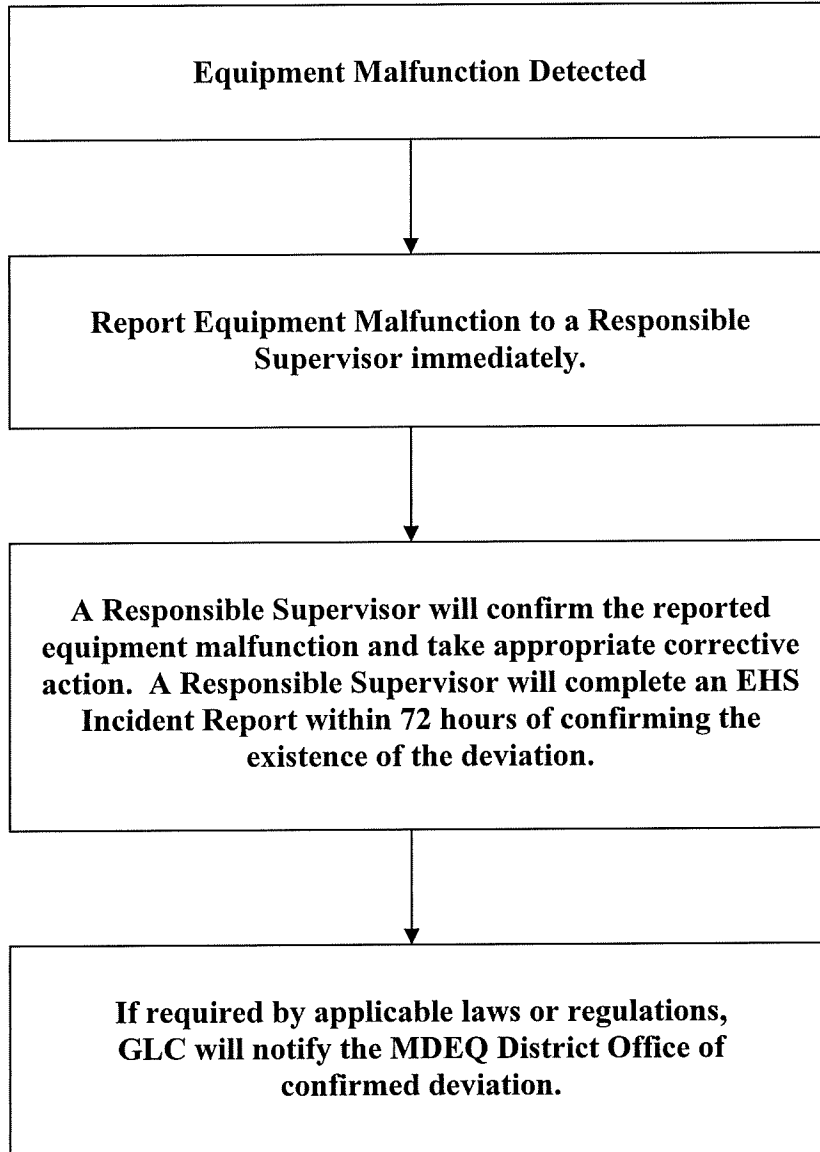 Equipment Malfunction Detected
Report Equipment Malfunction to a Responsible
Supervisor immediately.
A Responsible Supervisor will confirm the reported
equipment malfunction and take appropriate corrective
action.  A Responsible Supervisor will complete an EHS
Incident Report within 72 hours of confirming the
existence of the deviation.
If required by applicable laws or regulations,
GLC will notify the MDEQ District Office of
confirmed deviation.